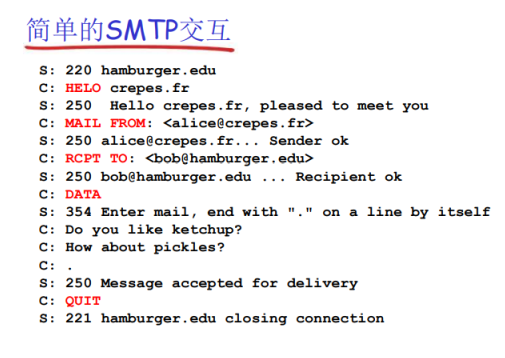 简单的SMTP交互
S: 220 hamburger.edu
C: HELO crepes.fr
S: 250  Hello crepes.fr, pleased to meet you
C: MAIL FROM: <alice@crepes.fr>
S: 250 alice@crepes.fr... Sender ok
C: RCPT TO: <bob@hamburger.edu>
S: 250 bob@hamburger.edu ... Recipient ok
C: DATA
S: 354 Enter mail, end with "." on a line by itself
C: Do you like ketchup?
C: How about pickles?
C: .
S: 250 Message accepted for delivery
C: QUIT
S: 221 hamburger.edu closing connection